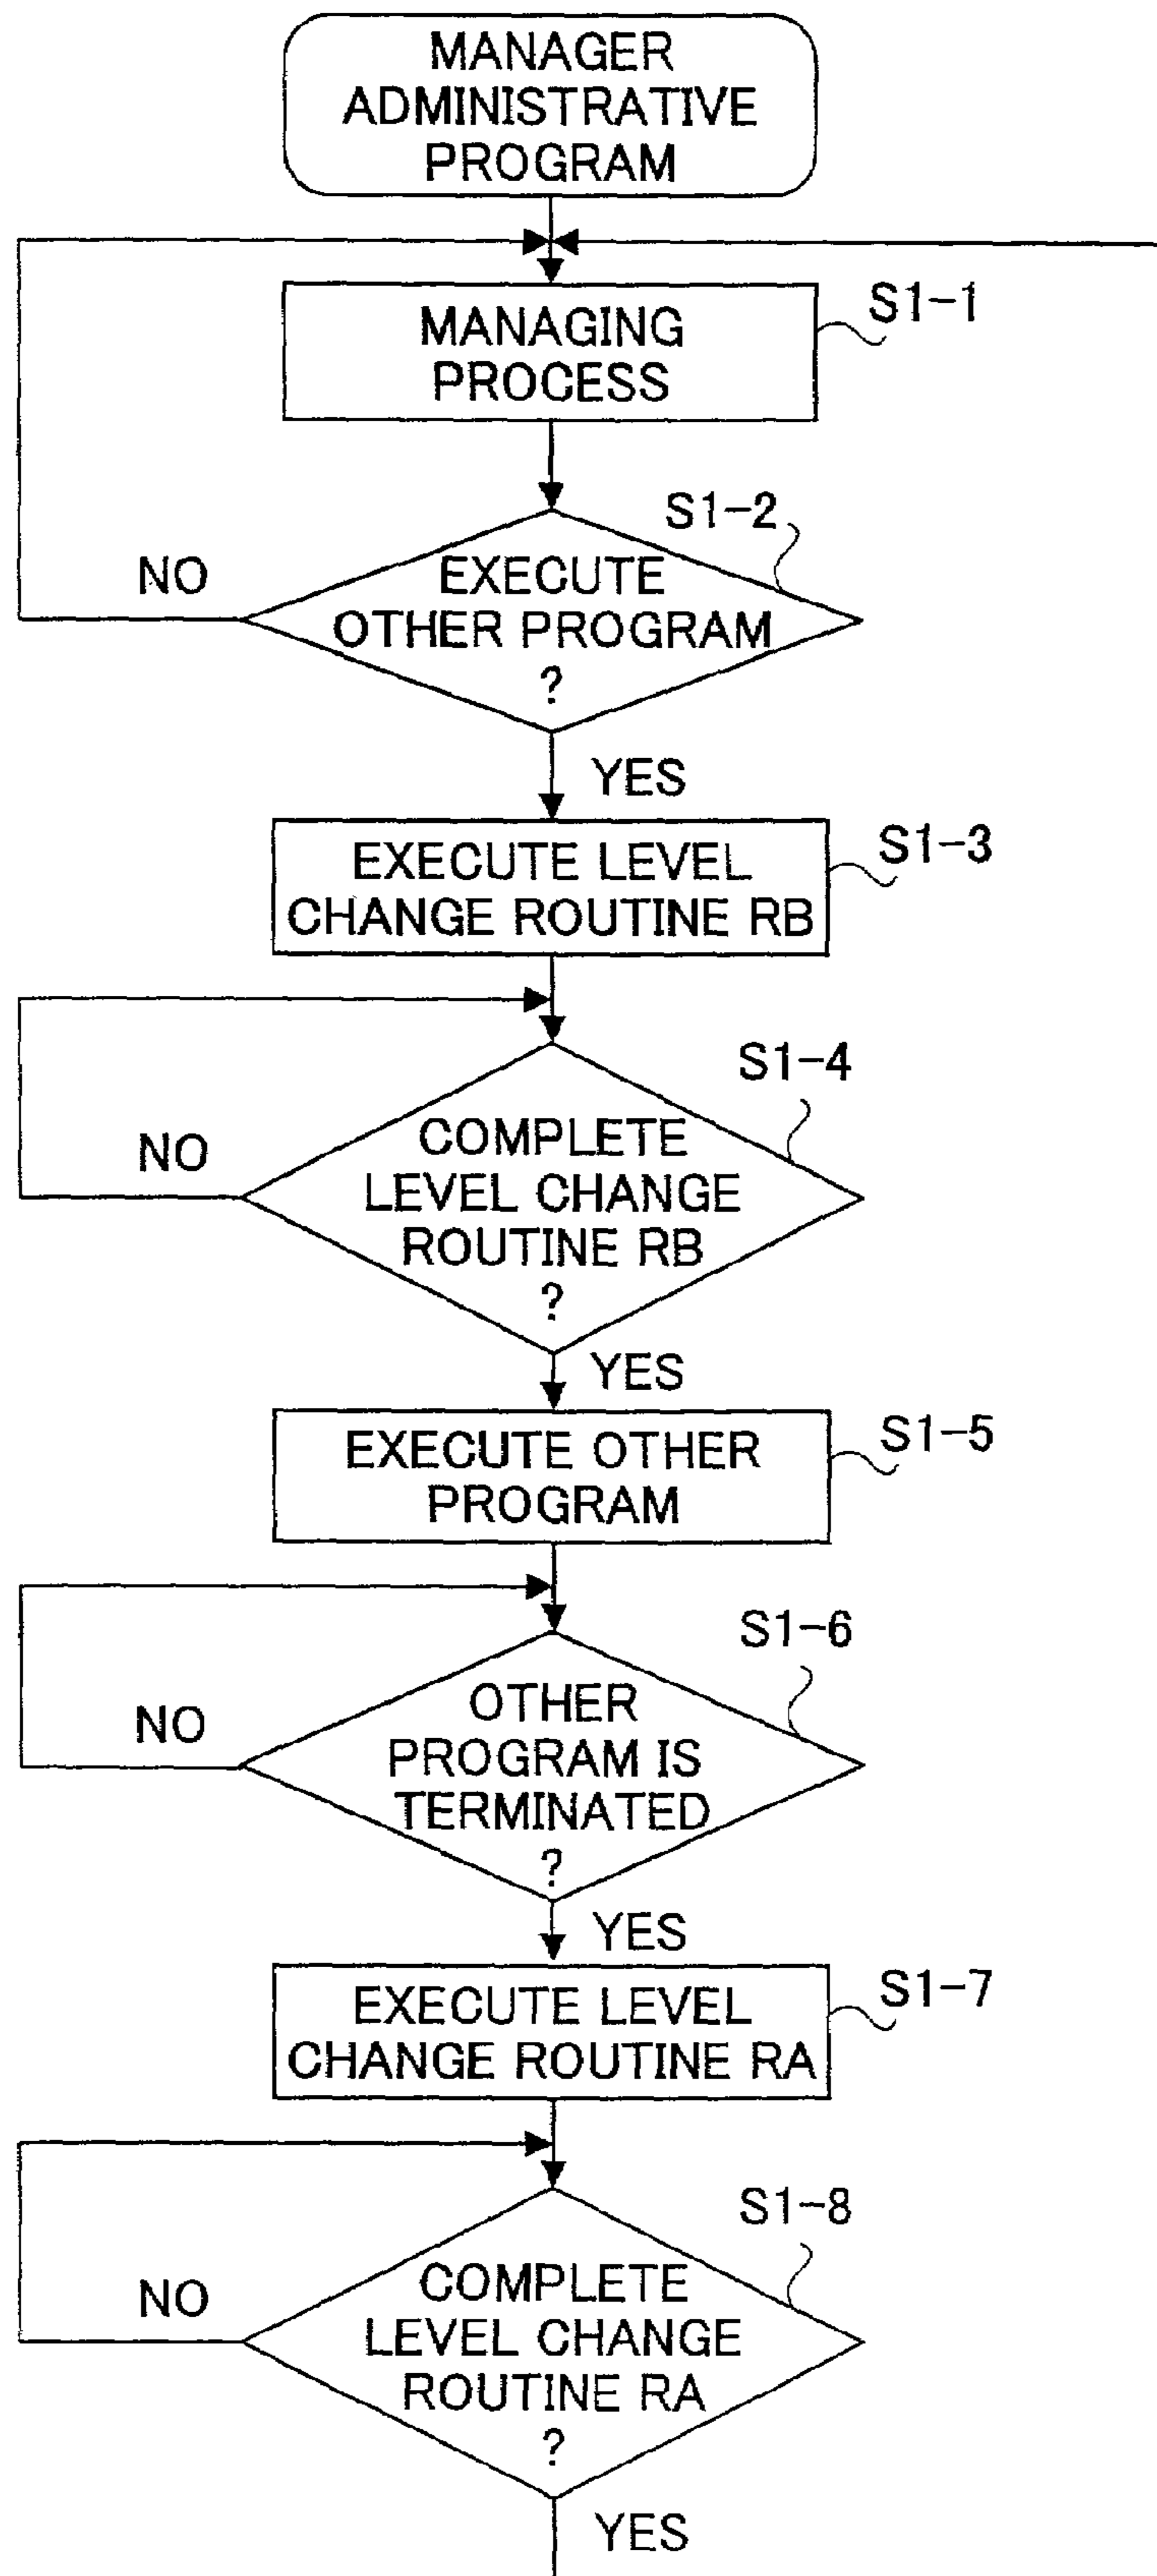 MANAGER
ADMINISTRATIVE
PROGRAM
MANAGING
PROCESS
S1-1
S1-2
EXECUTE
OTHER PROGRAM
?
NO
YES
EXECUTE LEVEL
CHANGE ROUTINE RB
S1-3
S1-4
COMPLETE
LEVEL CHANGE
ROUTINE RB
?
NO
YES
EXECUTE OTHER
PROGRAM
S1-5
S1-6
OTHER
PROGRAM IS
TERMINATED
?
NO
YES
EXECUTE LEVEL
CHANGE ROUTINE RA
S1-7
S1-8
COMPLETE
LEVEL CHANGE
ROUTINE RA
?
NO
YES